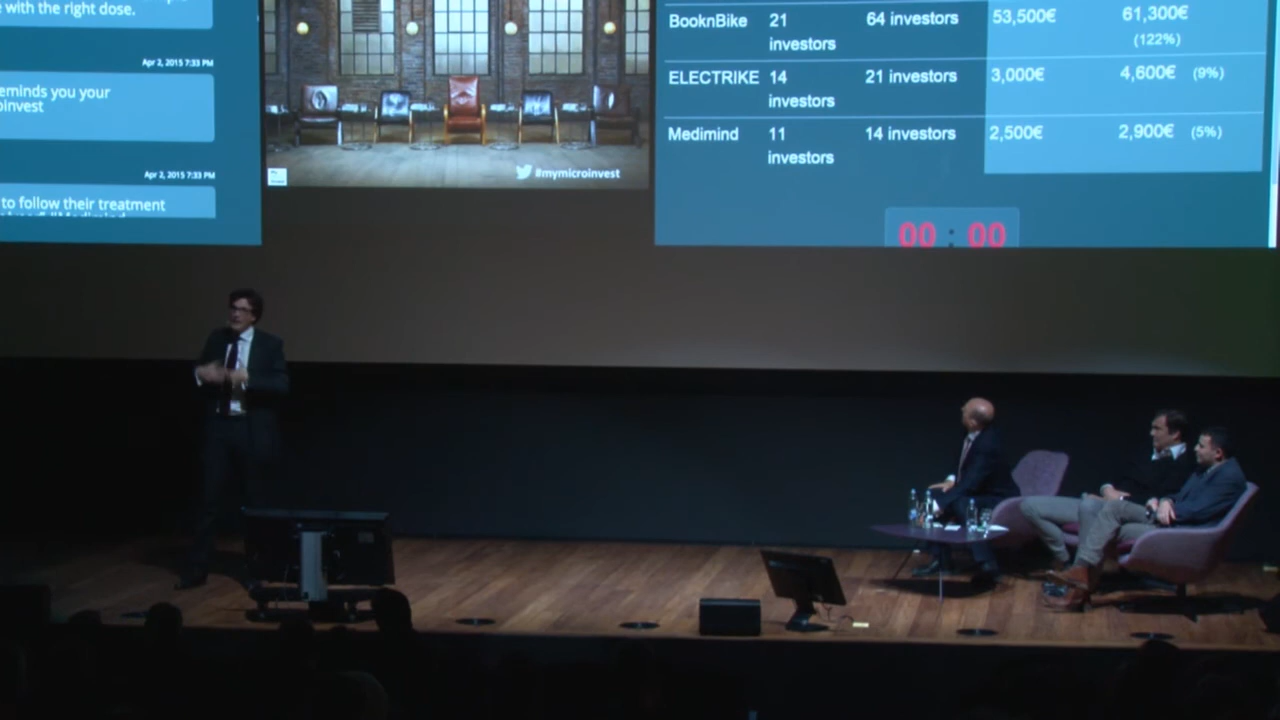 e with the right dose.
Apr 2, 2015 7:33 PM
eminds you your
oinvest
Apr 2, 2015 7:33 PM
to follow their treatment
#mymicroinvest
BooknBike 21 investors 64 investors 53,500€ 61,300€ (122%)
ELECTRIKE 14 investors 21 investors 3,000€ 4,600€ (9%)
Medimind 11 investors 14 investors 2,500€ 2,900€ (5%)
00 : 00